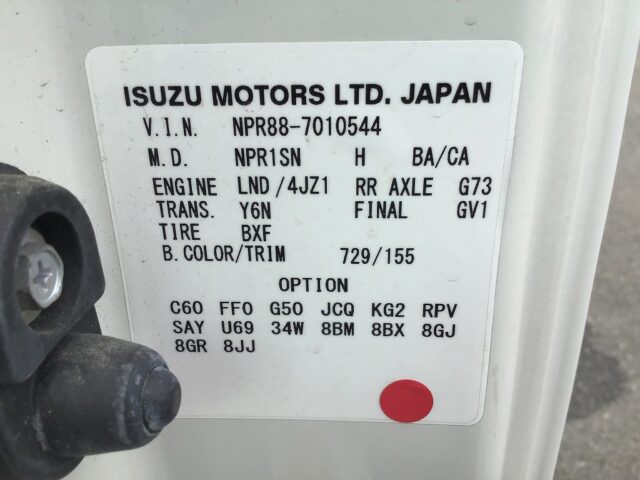 ISUZU MOTORS LTD. JAPAN
V.I.N. NPR88-7010544
M.D. NPR1SN H BA/CA
ENGINE LND/4JZ1 RR AXLE G73
TRANS. Y6N FINAL GV1
TIRE BXF
B.COLOR/TRIM 729/155
OPTION
C60 FF0 G50 JCQ KG2 RPV
SAY U69 34W 8BM 8BX 8GJ
8GR 8JJ